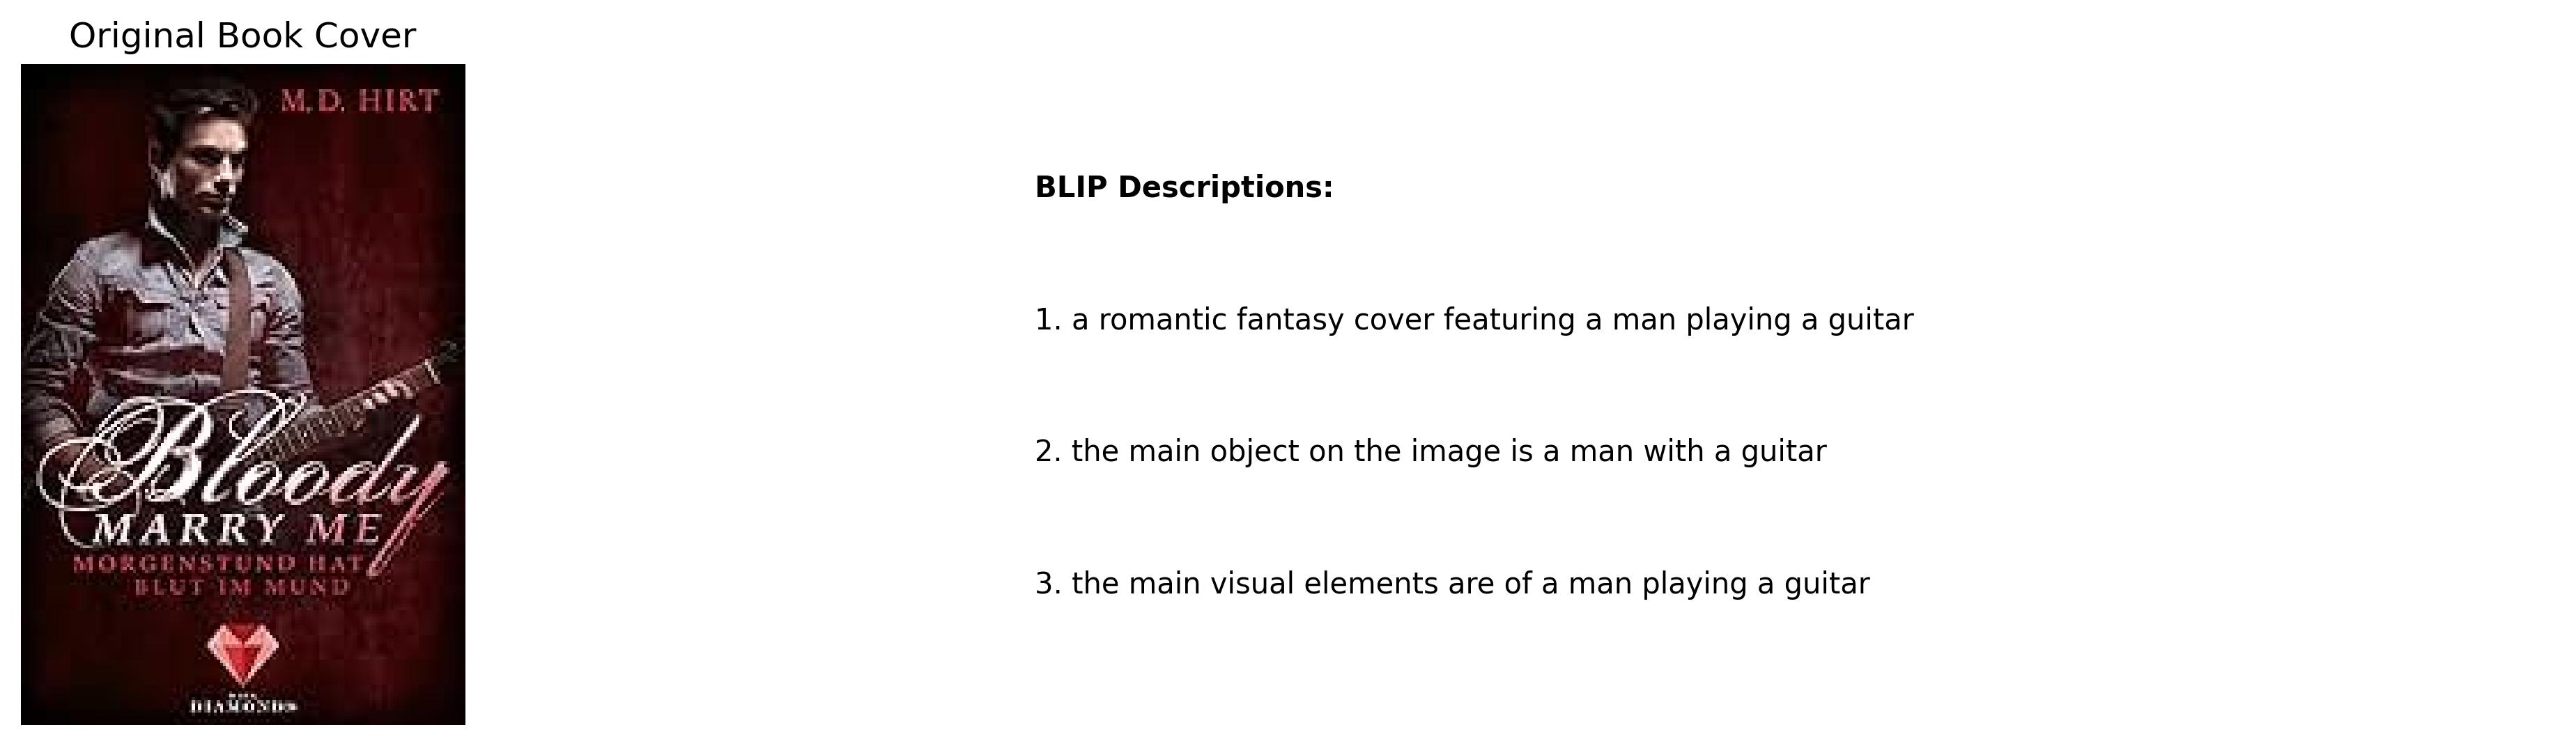 Original Book Cover
M.D. HIRT
Bloody
MARRY ME
MORGENSTUND HAT
BLUT IM MUND
DIAMONDS
BLIP Descriptions:
1. a romantic fantasy cover featuring a man playing a guitar
2. the main object on the image is a man with a guitar
3. the main visual elements are of a man playing a guitar